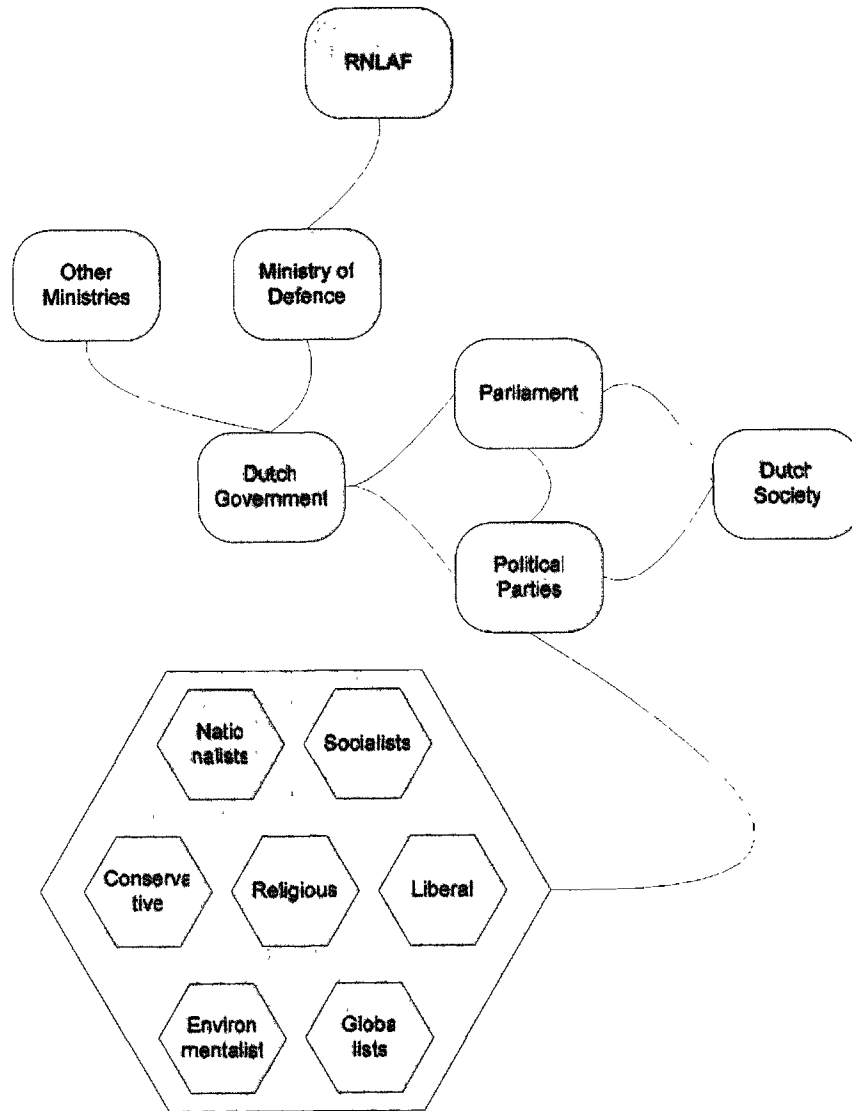 RNLAF
Other
Ministries
Ministry of
Defence
Parliament
Dutch
Government
Dutch
Society
Political
Parties
Natio
nalists
Socialists
Conserva
tive
Religious
Liberal
Environ
mentalist
Globa
lists